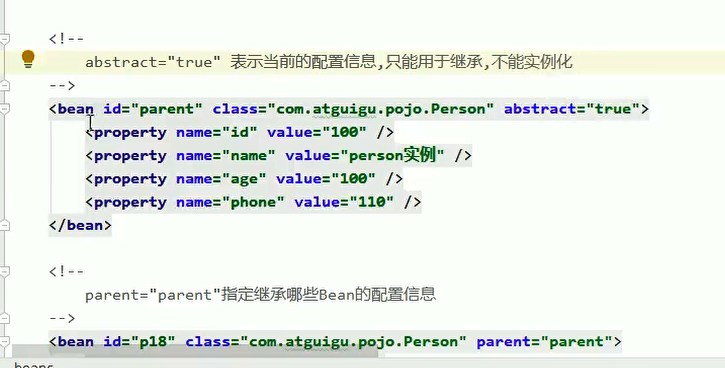 <!--
abstract="true" 表示当前的配置信息,只能用于继承,不能实例化
-->
<bean id="parent" class="com.atguigu.pojo.Person" abstract="true">
<property name="id" value="100" />
<property name="name" value="person实例" />
<property name="age" value="100" />
<property name="phone" value="110" />
</bean>
<!--
parent="parent"指定继承哪些Bean的配置信息
-->
<bean id="p18" class="com.atguigu.pojo.Person" parent="parent">
beans